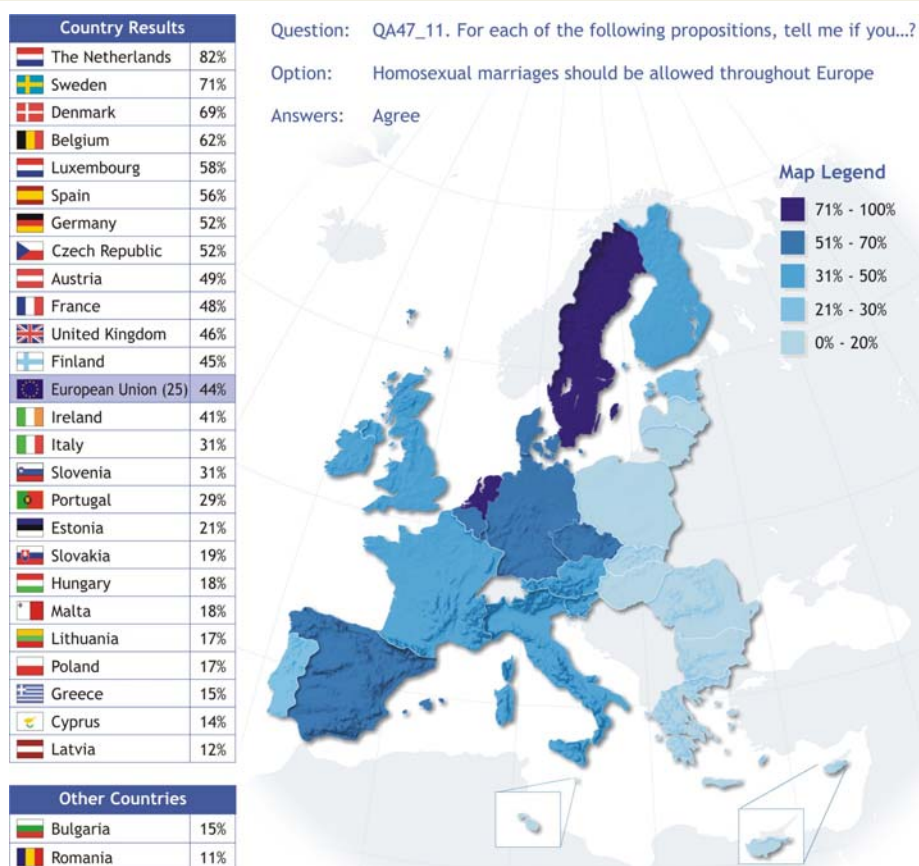 Country Results
The Netherlands 82%
Sweden 71%
Denmark 69%
Belgium 62%
Luxembourg 58%
Spain 56%
Germany 52%
Czech Republic 52%
Austria 49%
France 48%
United Kingdom 46%
Finland 45%
European Union (25) 44%
Ireland 41%
Italy 31%
Slovenia 31%
Portugal 29%
Estonia 21%
Slovakia 19%
Hungary 18%
Malta 18%
Lithuania 17%
Poland 17%
Greece 15%
Cyprus 14%
Latvia 12%
Other Countries
Bulgaria 15%
Romania 11%
Question: QA47_11. For each of the following propositions, tell me if you...?
Option: Homosexual marriages should be allowed throughout Europe
Answers: Agree
Map Legend
71% - 100%
51% - 70%
31% - 50%
21% - 30%
0% - 20%